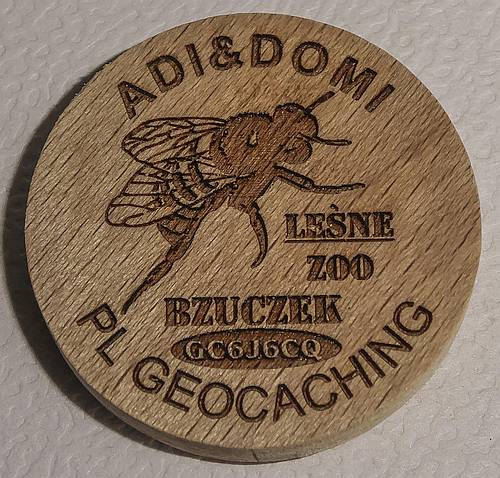 ADI&DOMI
LEŚNE
ZOO
BZUCZEK
GC6J6CQ
PL GEOCACHING